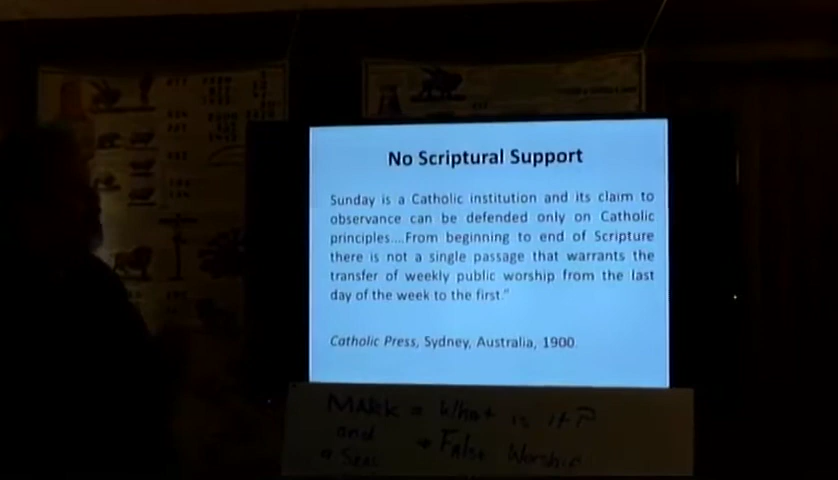 No Scriptural Support
Sunday is a Catholic institution and its claim to
observance can be defended only on Catholic
principles....From beginning to end of Scripture
there is not a single passage that warrants the
transfer of weekly public worship from the last
day of the week to the first."
Catholic Press, Sydney, Australia, 1900
MARK = What is it?
and = False Worship
a Seal